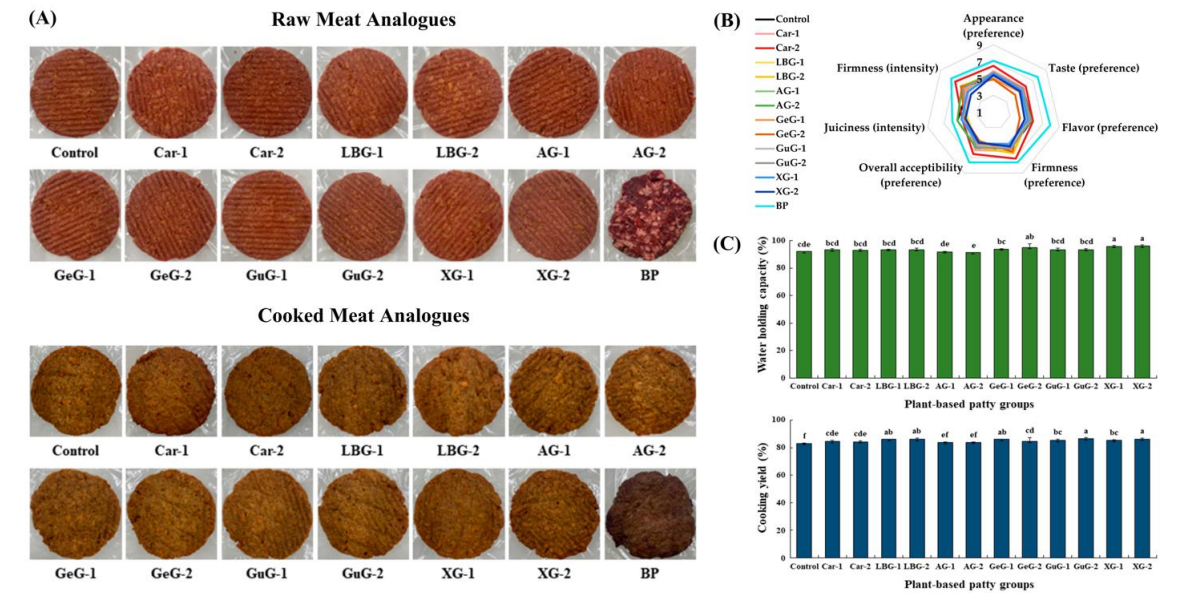 (A)
Raw Meat Analogues
Control Car-1 Car-2 LBG-1 LBG-2 AG-1 AG-2
GeG-1 GeG-2 GuG-1 GuG-2 XG-1 XG-2 BP
Cooked Meat Analogues
Control Car-1 Car-2 LBG-1 LBG-2 AG-1 AG-2
GeG-1 GeG-2 GuG-1 GuG-2 XG-1 XG-2 BP
(B)
Control
Car-1
Car-2
LBG-1
LBG-2
AG-1
AG-2
GeG-1
GeG-2
GuG-1
GuG-2
XG-1
XG-2
BP
Appearance
(preference)
Taste (preference)
Flavor (preference)
Firmness
(preference)
Overall acceptibility
(preference)
Juiciness (intensity)
Firmness (intensity)
9
7
5
3
1
(C)
Water holding capacity (%)
100
80
60
40
20
0
cde bcd bcd bcd bcd de e bc ab bcd bcd a a
Control Car-1 Car-2 LBG-1 LBG-2 AG-1 AG-2 GeG-1 GeG-2 GuG-1 GuG-2 XG-1 XG-2
Plant-based patty groups
Cooking yield (%)
100
80
60
40
20
0
f cde cde ab ab ef ef ab cd bc a bc a
Control Car-1 Car-2 LBG-1 LBG-2 AG-1 AG-2 GeG-1 GeG-2 GuG-1 GuG-2 XG-1 XG-2
Plant-based patty groups